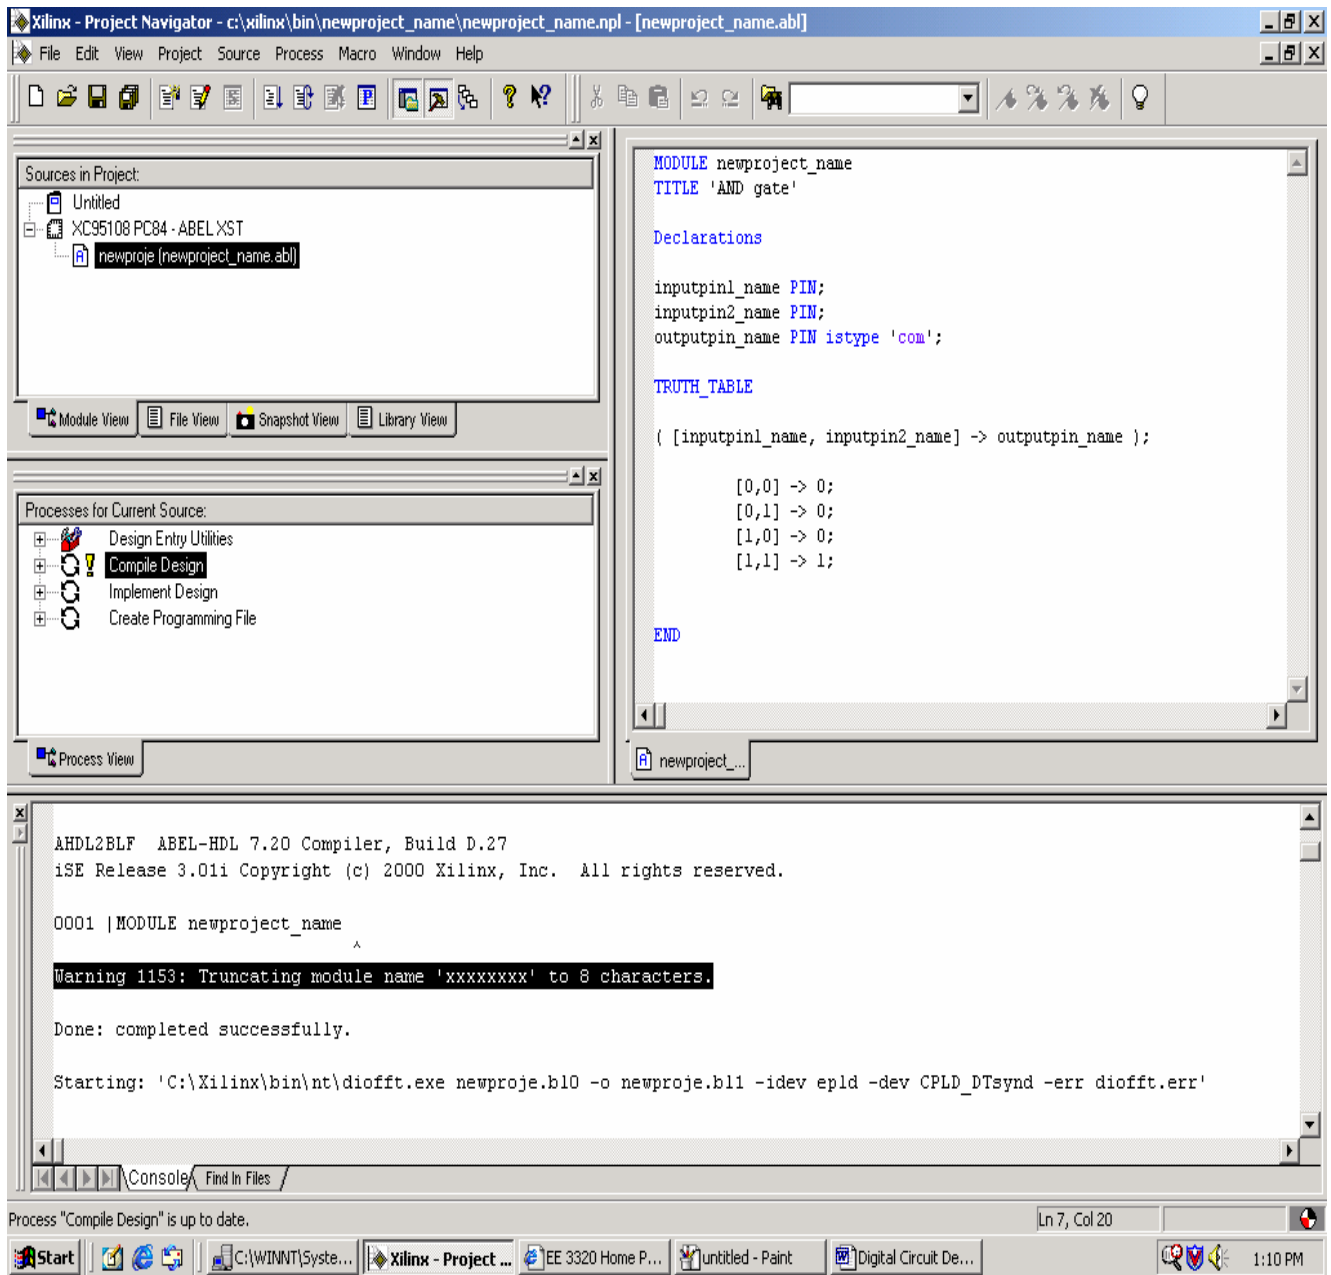 Xilinx - Project Navigator - c:\xilinx\bin\newproject_name\newproject_name.npl - [newproject_name.abl]
File Edit View Project Source Process Macro Window Help
Sources in Project:
Untitled
XC95108 PC84 - ABEL XST
newproje (newproject_name.abl)
Module View File View Snapshot View Library View
Processes for Current Source:
Design Entry Utilities
Compile Design
Implement Design
Create Programming File
Process View
MODULE newproject_name
TITLE 'AND gate'
Declarations
inputpin1_name PIN;
inputpin2_name PIN;
outputpin_name PIN istype 'com';
TRUTH_TABLE
( [inputpin1_name, inputpin2_name] -> outputpin_name );
[0,0] -> 0;
[0,1] -> 0;
[1,0] -> 0;
[1,1] -> 1;
END
newproject_...
AHDL2BLF ABEL-HDL 7.20 Compiler, Build D.27
iSE Release 3.01i Copyright (c) 2000 Xilinx, Inc. All rights reserved.
0001 |MODULE newproject_name
^
Warning 1153: Truncating module name 'xxxxxxxx' to 8 characters.
Done: completed successfully.
Starting: 'C:\Xilinx\bin\nt\diofft.exe newproje.bl0 -o newproje.bl1 -idev epld -dev CPLD_DTsynd -err diofft.err'
Console Find In Files
Process "Compile Design" is up to date.
Ln 7, Col 20
Start C:\WINNT\Syste... Xilinx - Project ... EE 3320 Home P... untitled - Paint Digital Circuit De... 1:10 PM